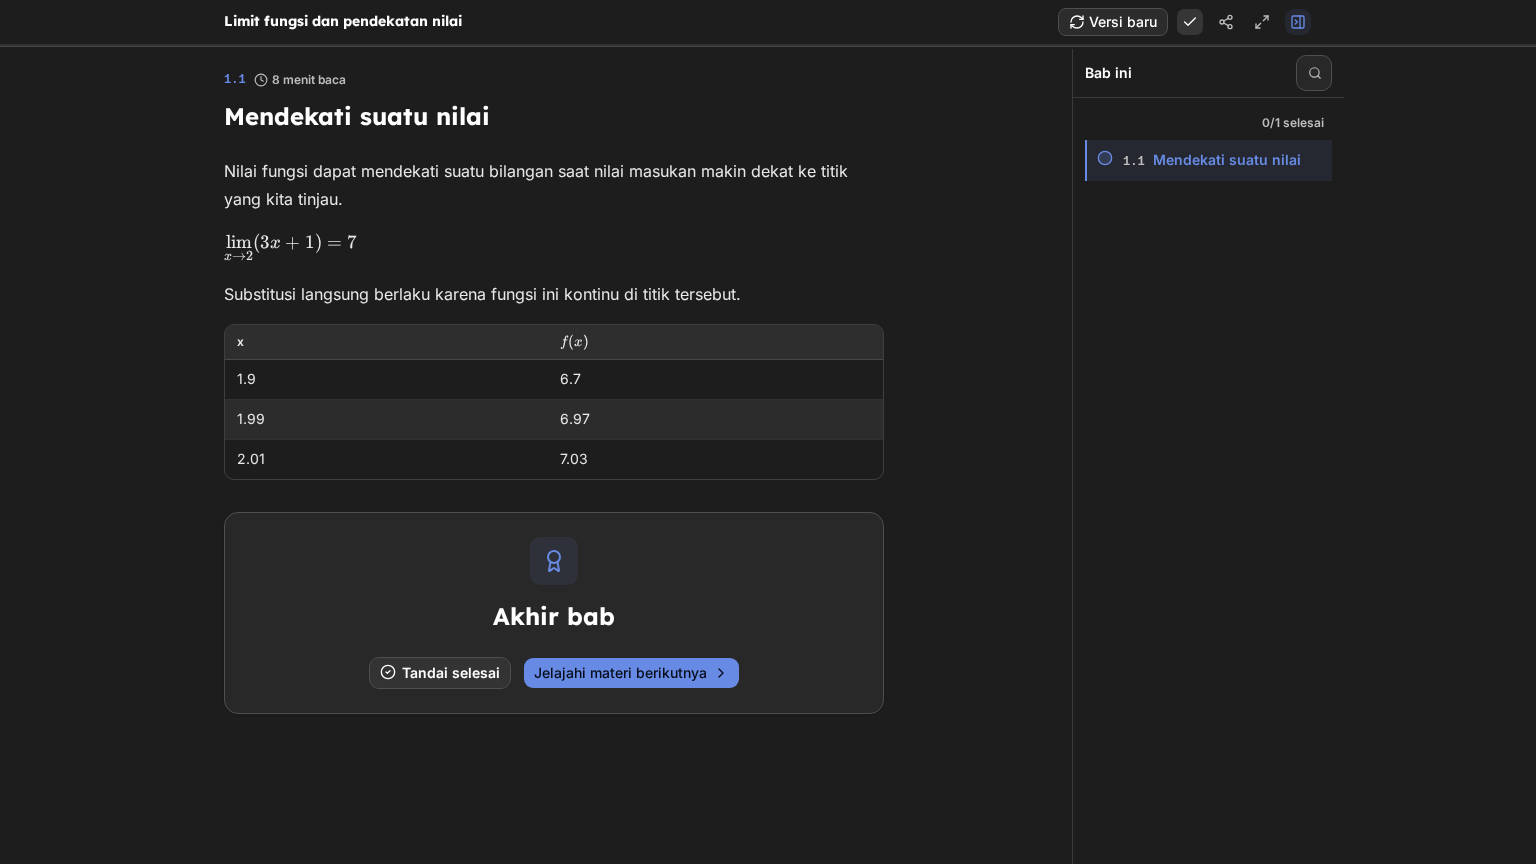 Limit fungsi dan pendekatan nilai
Versi baru
1.1 8 menit baca
Mendekati suatu nilai
Nilai fungsi dapat mendekati suatu bilangan saat nilai masukan makin dekat ke titik
yang kita tinjau.
lim x→2 (3x + 1) = 7
Substitusi langsung berlaku karena fungsi ini kontinu di titik tersebut.
x f(x)
1.9 6.7
1.99 6.97
2.01 7.03
Akhir bab
Tandai selesai Jelajahi materi berikutnya
Bab ini
0/1 selesai
1.1 Mendekati suatu nilai